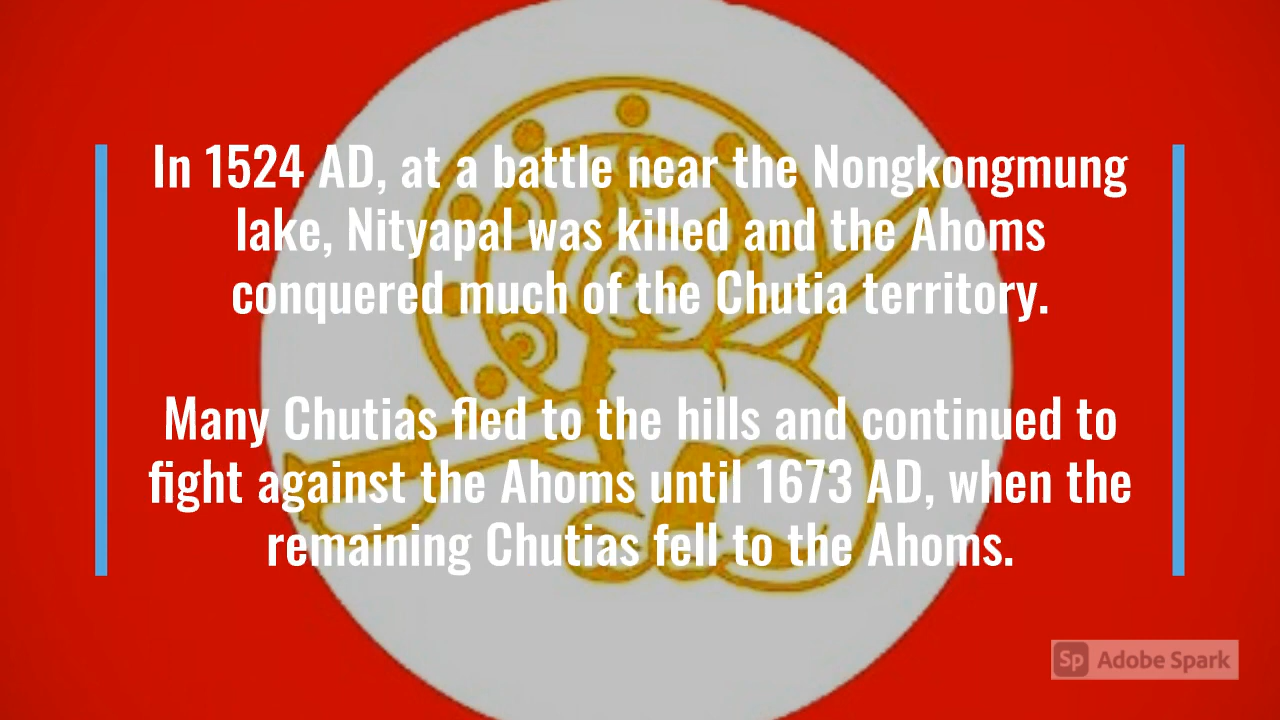 In 1524 AD, at a battle near the Nongkongmung
lake, Nityapal was killed and the Ahoms
conquered much of the Chutia territory.
Many Chutias fled to the hills and continued to
fight against the Ahoms until 1673 AD, when the
remaining Chutias fell to the Ahoms.
Sp Adobe Spark